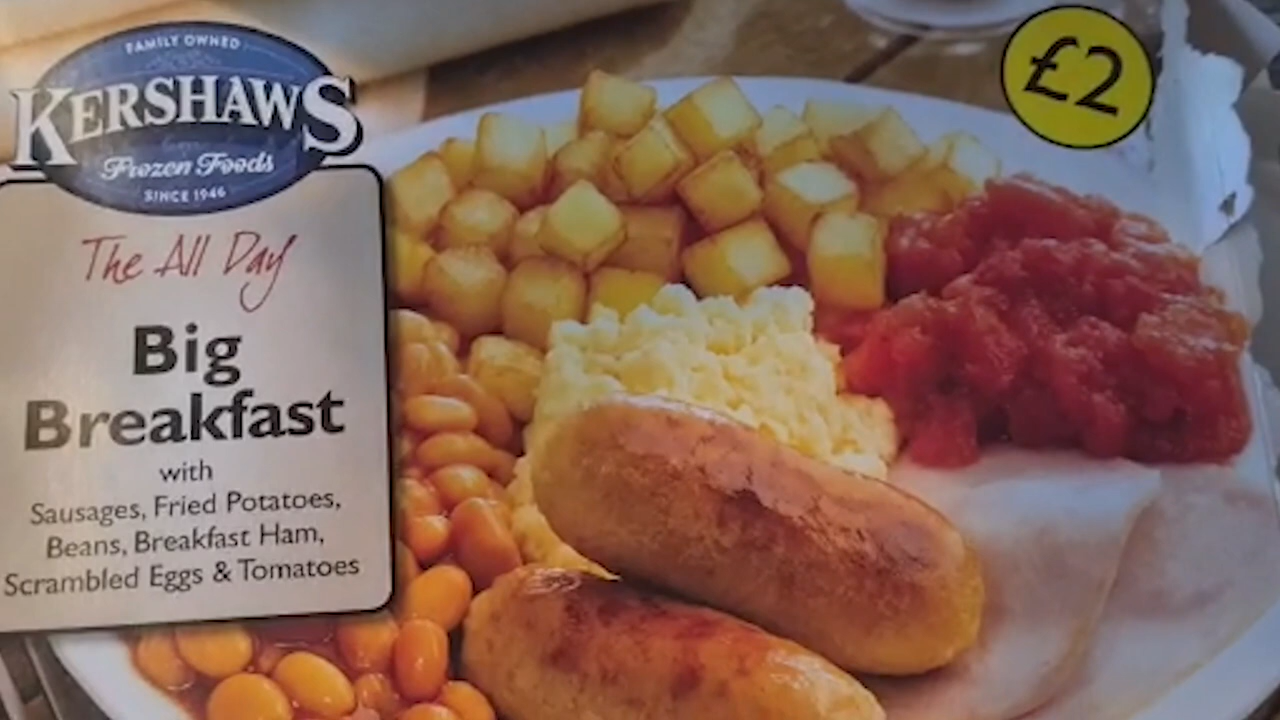 FAMILY OWNED
KERSHAWS
Frozen Foods
SINCE 1946
£2
The All Day
Big
Breakfast
with
Sausages, Fried Potatoes,
Beans, Breakfast Ham,
Scrambled Eggs & Tomatoes